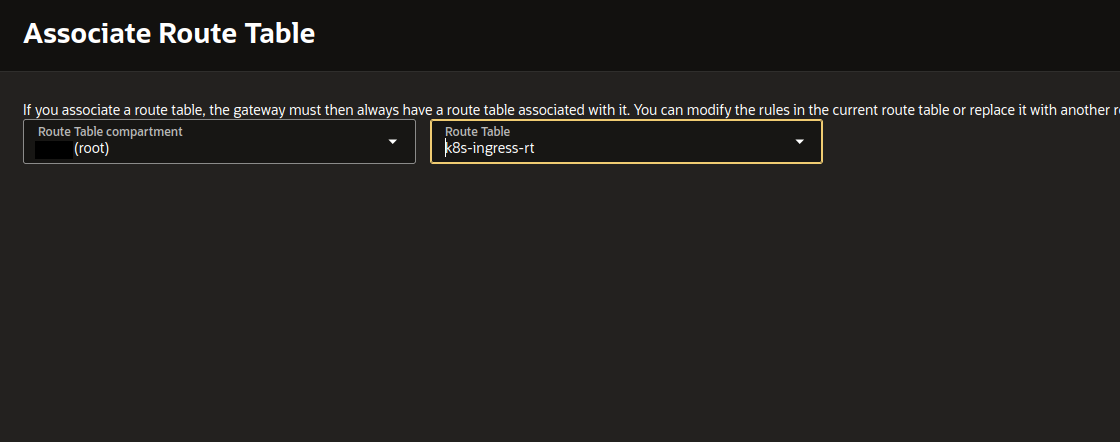 Associate Route Table
If you associate a route table, the gateway must then always have a route table associated with it. You can modify the rules in the current route table or replace it with another
Route Table compartment
(root)
Route Table
k8s-ingress-rt